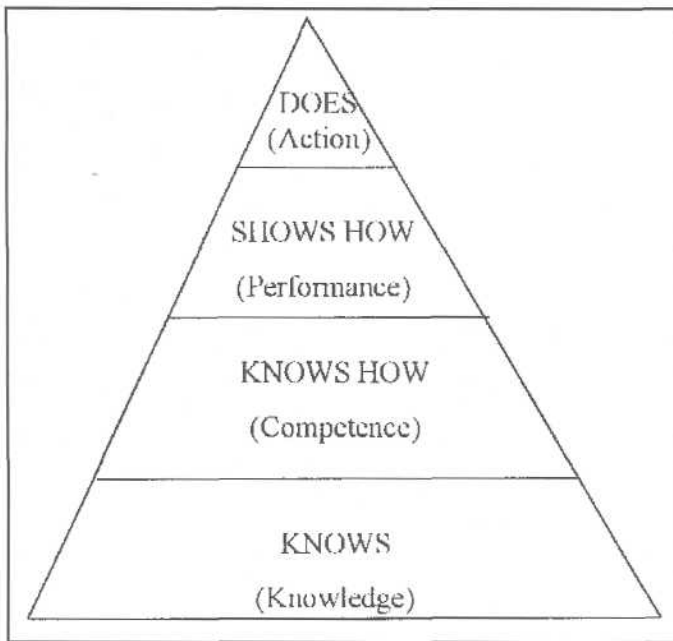 DOES
(Action)
SHOWS HOW
(Performance)
KNOWS HOW
(Competence)
KNOWS
(Knowledge)